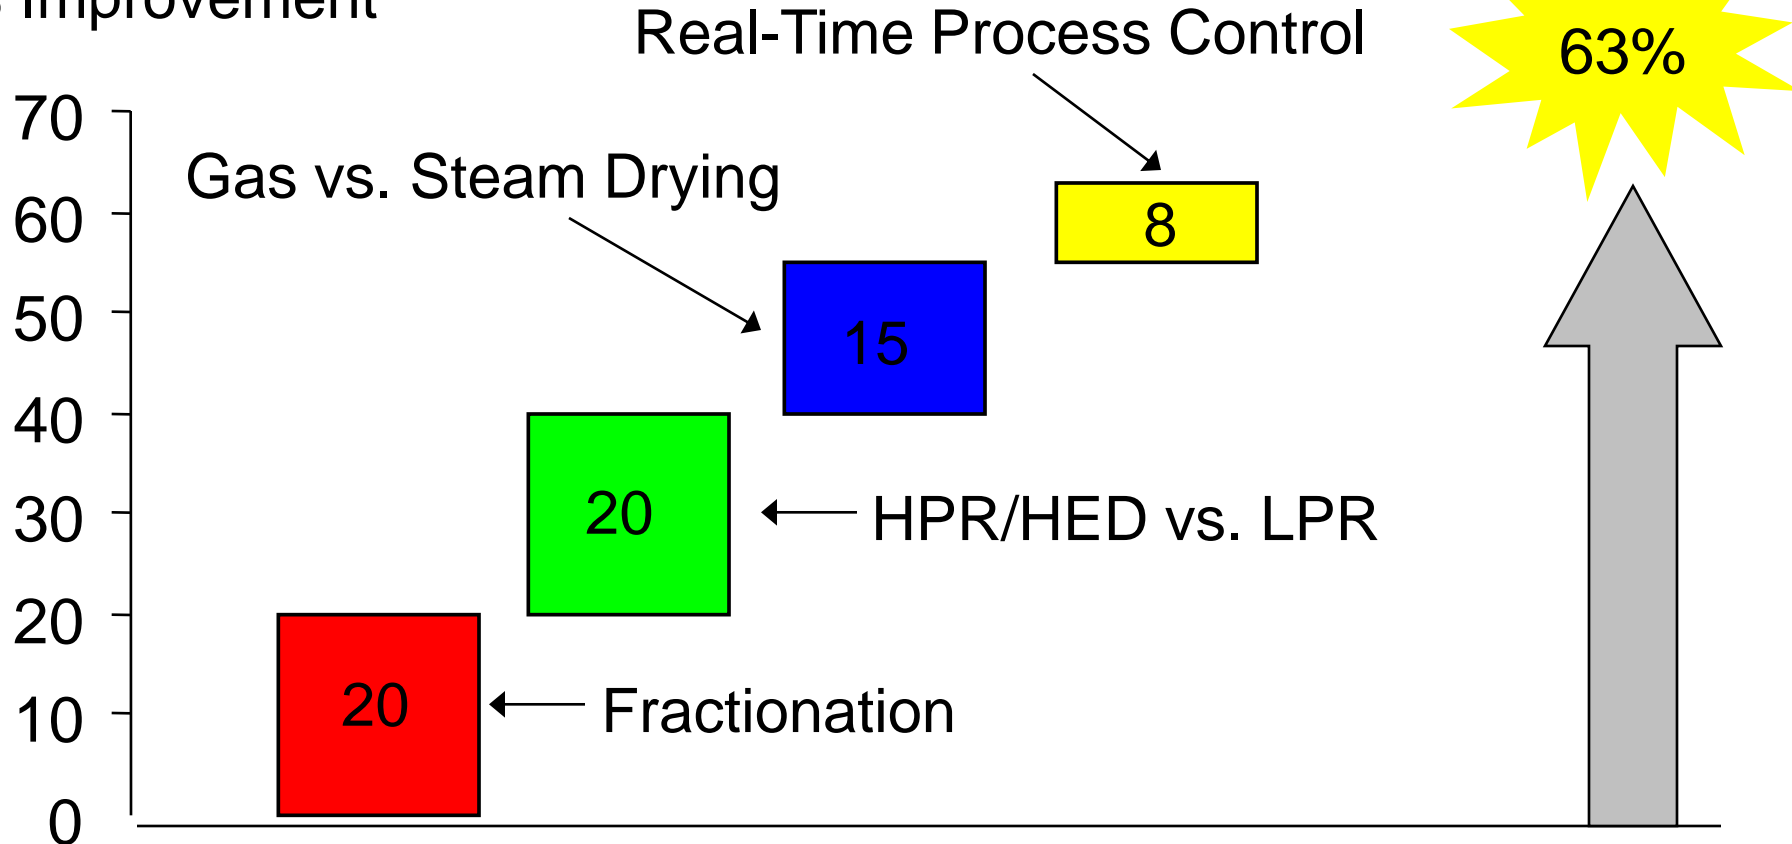 Improvement
Real-Time Process Control
63%
70
Gas vs. Steam Drying
60
8
50
15
40
30
20
HPR/HED vs. LPR
20
10
20
Fractionation
0